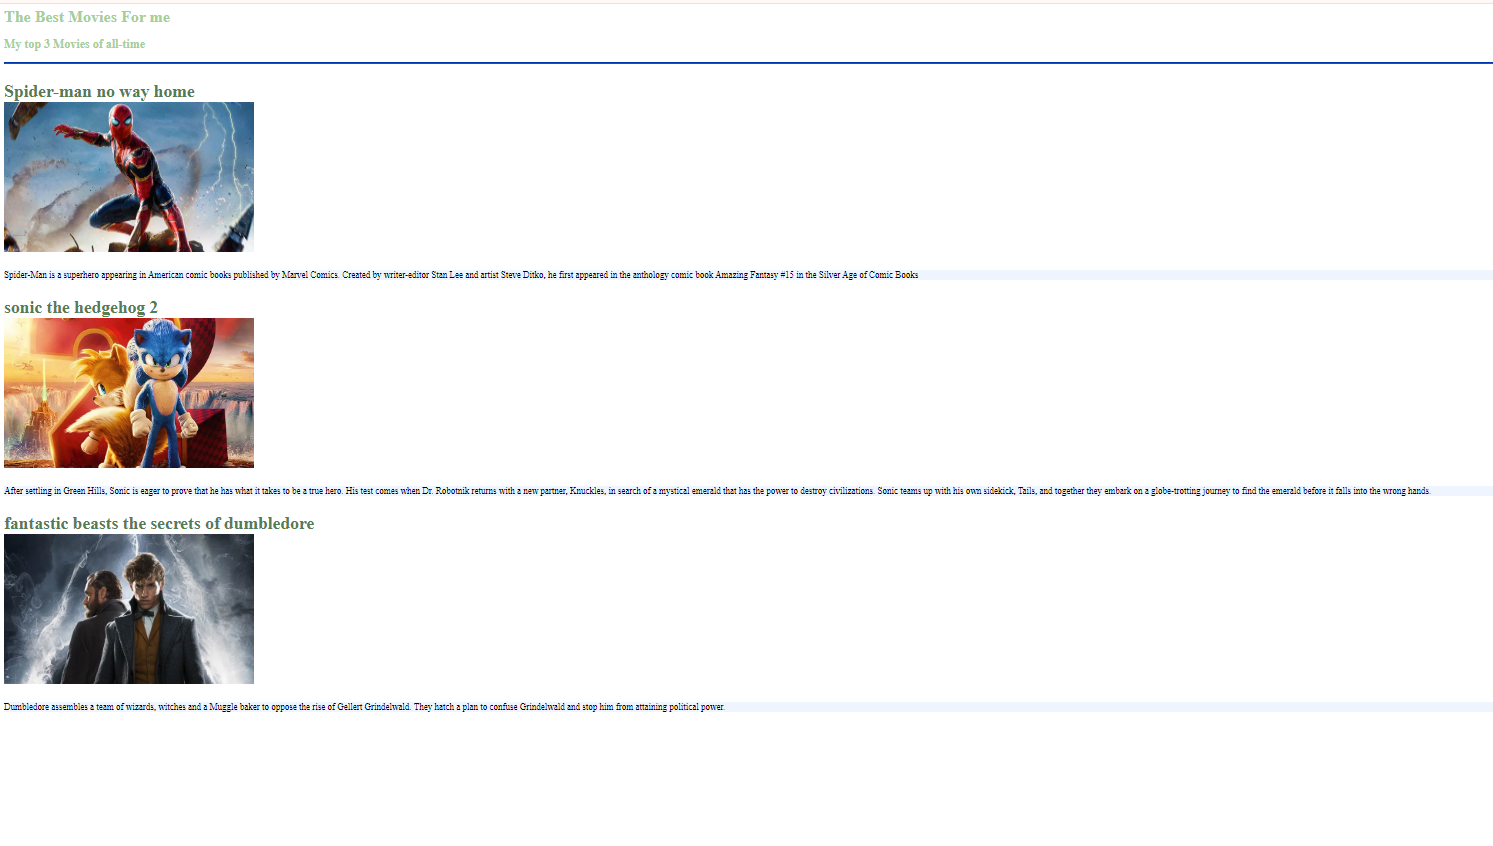 The Best Movies For me
My top 3 Movies of all-time
Spider-man no way home
Spider-Man is a superhero appearing in American comic books published by Marvel Comics. Created by writer-editor Stan Lee and artist Steve Ditko, he first appeared in the anthology comic book Amazing Fantasy #15 in the Silver Age of Comic Books
sonic the hedgehog 2
After settling in Green Hills, Sonic is eager to prove that he has what it takes to be a true hero. His test comes when Dr. Robotnik returns with a new partner, Knuckles, in search of a mystical emerald that has the power to destroy civilizations. Sonic teams up with his own sidekick, Tails, and together they embark on a globe-trotting journey to find the emerald before it falls into the wrong hands.
fantastic beasts the secrets of dumbledore
Dumbledore assembles a team of wizards, witches and a Muggle baker to oppose the rise of Gellert Grindelwald. They hatch a plan to confuse Grindelwald and stop him from attaining political power.